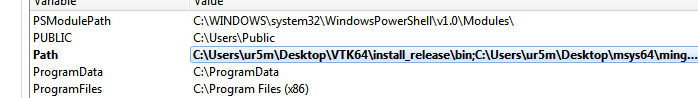 Variable Value
PSModulePath C:\WINDOWS\system32\WindowsPowerShell\v1.0\Modules\
PUBLIC C:\Users\Public
Path C:\Users\ur5m\Desktop\VTK64\install_release\bin;C:\Users\ur5m\Desktop\msys64\ming...
ProgramData C:\ProgramData
ProgramFiles C:\Program Files (x86)